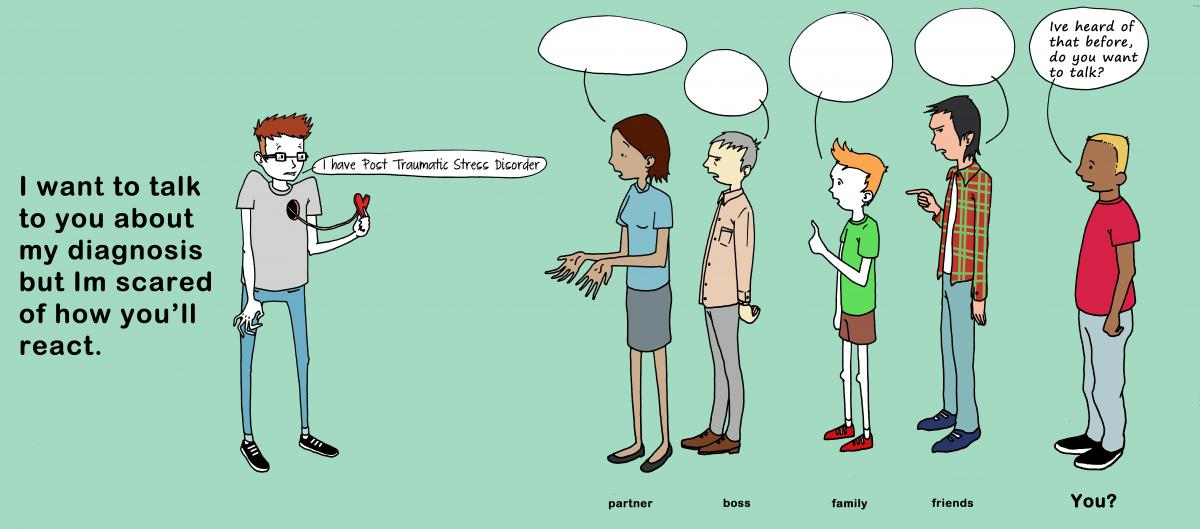 I want to talk
to you about
my diagnosis
but Im scared
of how you'll
react.
I have Post Traumatic Stress Disorder
Ive heard of
that before,
do you want
to talk?
partner
boss
family
friends
You?